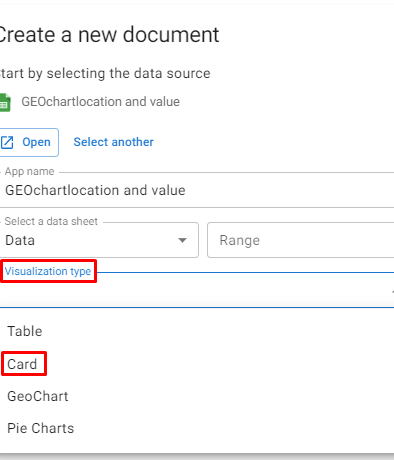 Create a new document
Start by selecting the data source
GEOchartlocation and value
Open Select another
App name
GEOchartlocation and value
Select a data sheet
Data Range
Visualization type
Table
Card
GeoChart
Pie Charts